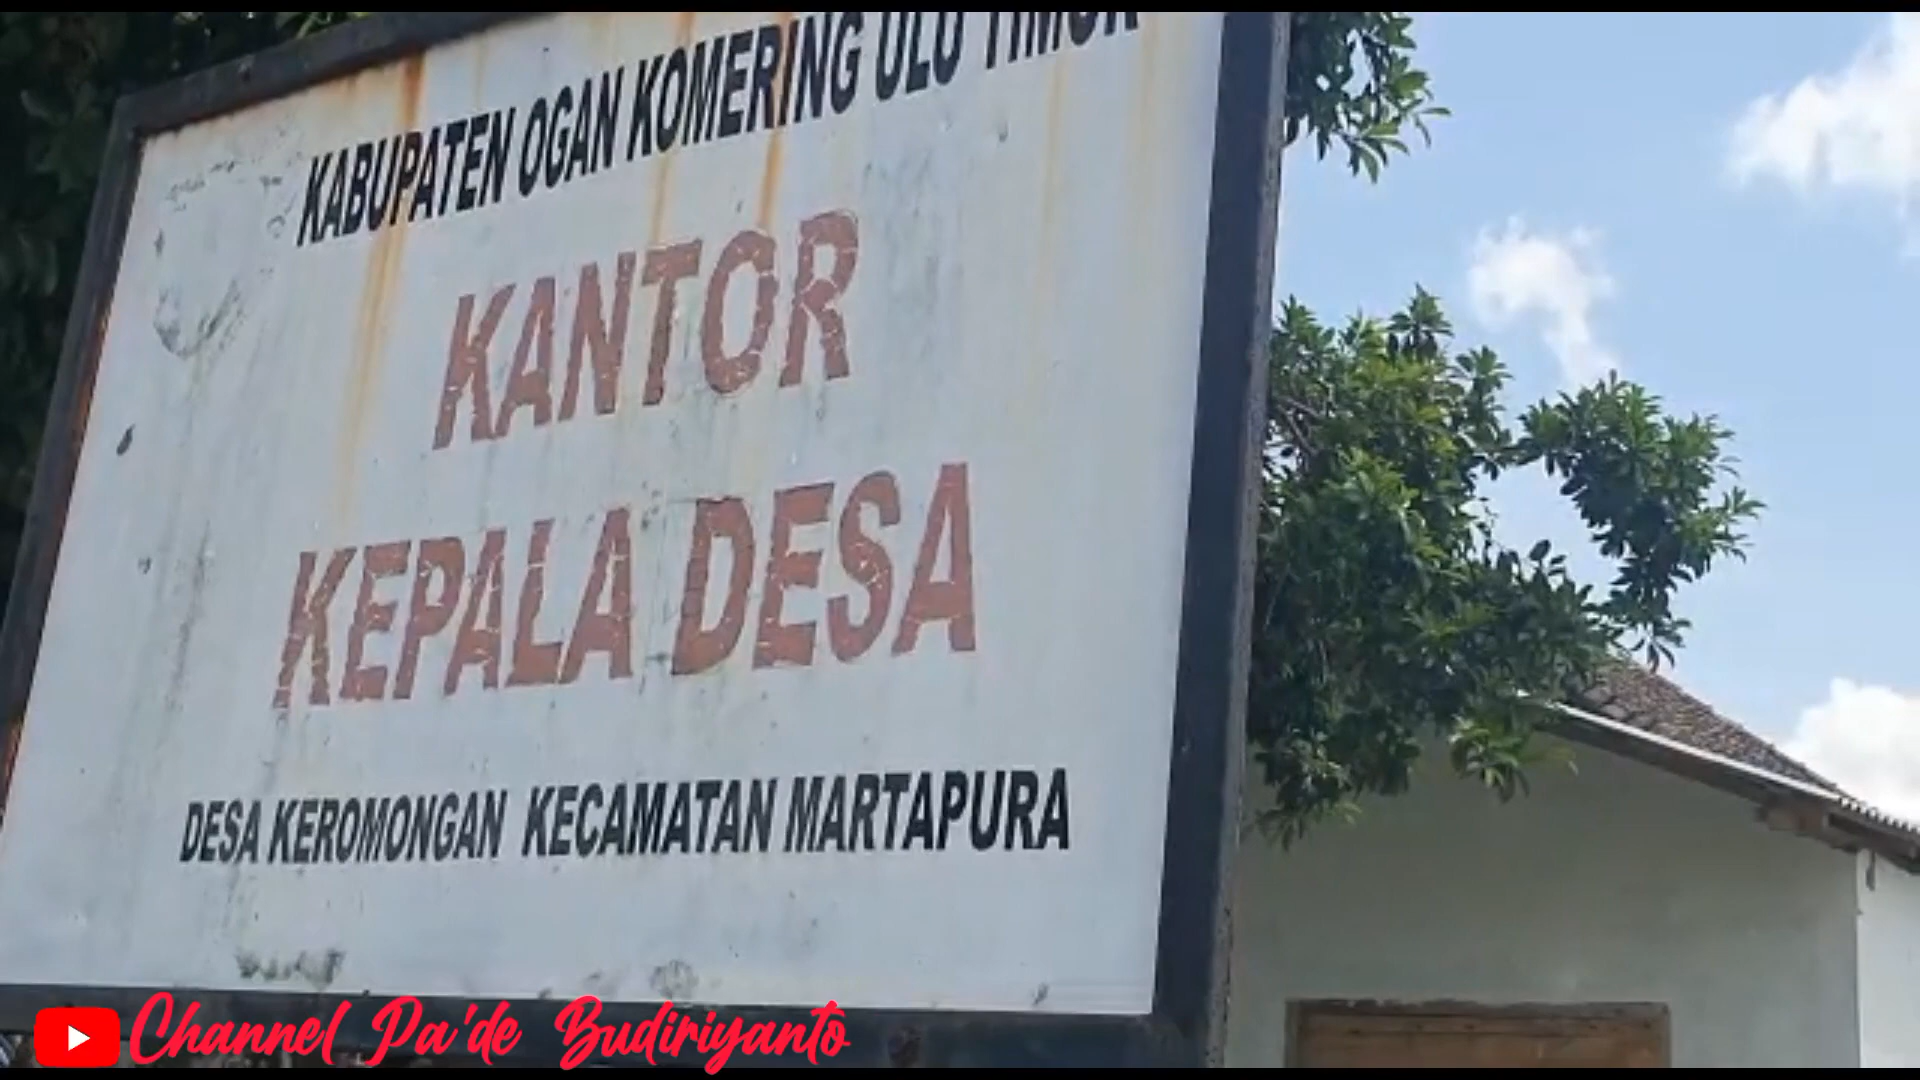 KABUPATEN OGAN KOMERING ULU TIMUR
KANTOR
KEPALA DESA
DESA KEROMONGAN KECAMATAN MARTAPURA
Channel Pa'de Budiriyanto